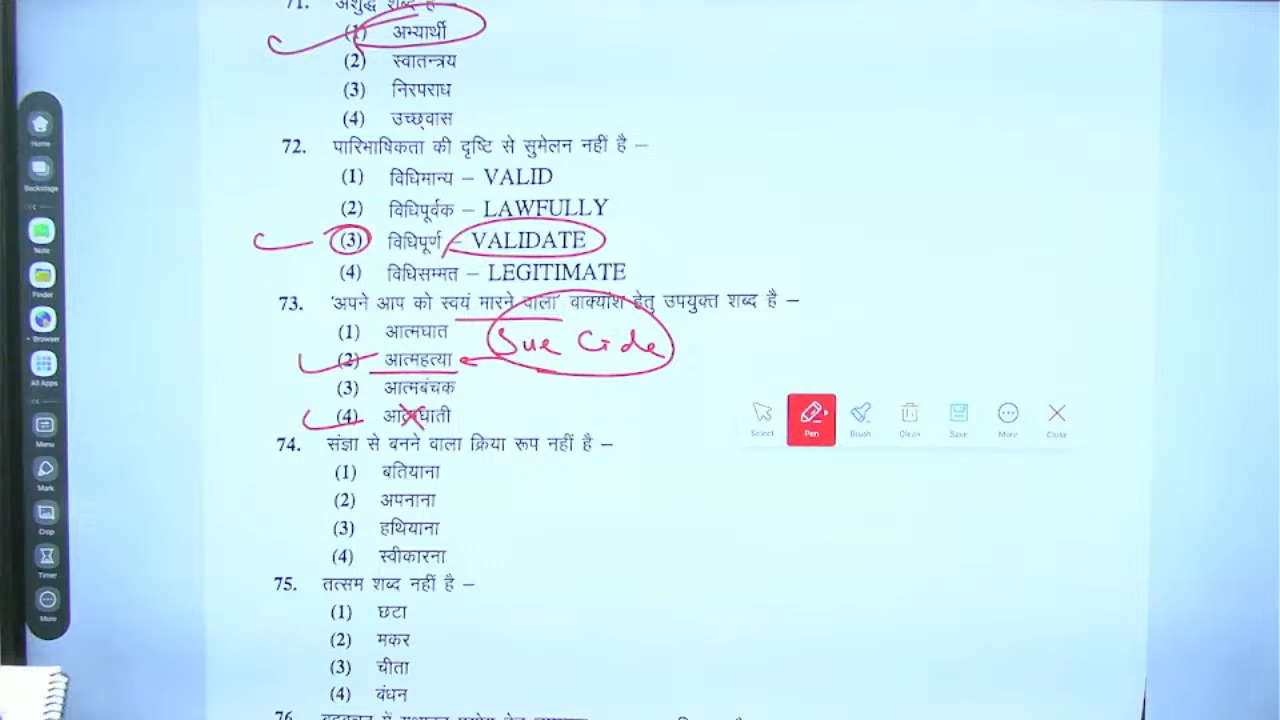 71. अशुद्ध शब्द है –
(1) अभ्यार्थी
(2) स्वातन्त्रय
(3) निरपराध
(4) उच्छ्वास
72. पारिभाषिकता की दृष्टि से सुमेलन नहीं है –
(1) विधिमान्य – VALID
(2) विधिपूर्वक – LAWFULLY
(3) विधिपूर्ण – VALIDATE
(4) विधिसम्मत – LEGITIMATE
73. 'अपने आप को स्वयं मारने वाला' वाक्यांश हेतु उपयुक्त शब्द है –
(1) आत्मघात
Sue Cide
(2) आत्महत्या
(3) आत्मबंचक
(4) आत्मघाती
74. संज्ञा से बनने वाला क्रिया रूप नहीं है –
(1) बतियाना
(2) अपनाना
(3) हथियाना
(4) स्वीकारना
75. तत्सम शब्द नहीं है –
(1) छटा
(2) मकर
(3) चीता
(4) बंधन
76.
Home
Backstage
Note
Finder
Browser
All Apps
Menu
Mark
Crop
Timer
More
Select
Pen
Brush
Clean
Save
More
Close